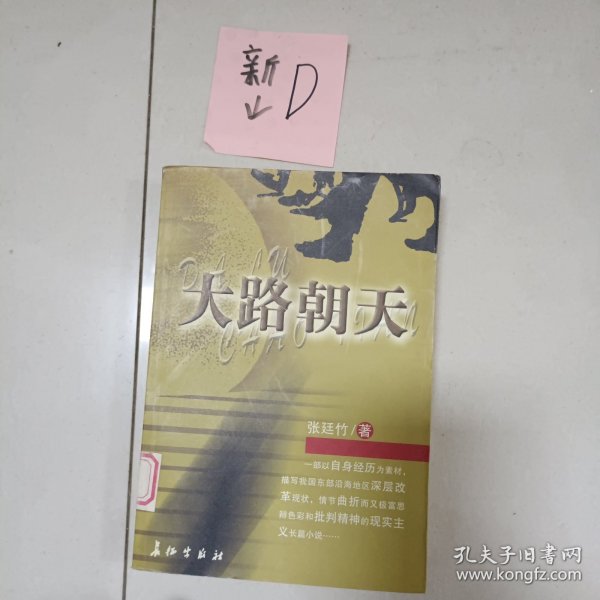 新 D
DA LU
大路朝天
CHAO TIAN
张廷竹/著
一部以自身经历为素材，
描写我国东部沿海地区深层改
革现状，情节曲折而又极富思
辩色彩和批判精神的现实主
义长篇小说……
长征出版社
孔夫子旧书网
www.kongfz.com